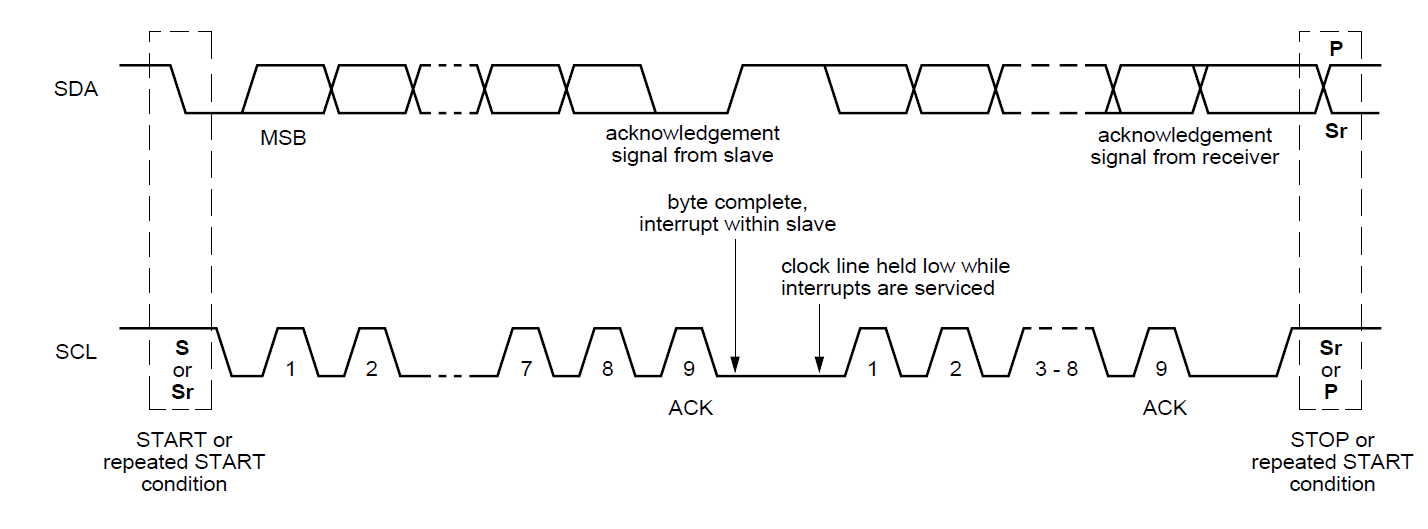 P
SDA
MSB
acknowledgement
signal from slave
acknowledgement
signal from receiver
Sr
byte complete,
interrupt within slave
clock line held low while
interrupts are serviced
SCL
S
or
Sr
1
2
7
8
9
1
2
3 - 8
9
Sr
or
P
ACK
ACK
START or
repeated START
condition
STOP or
repeated START
condition